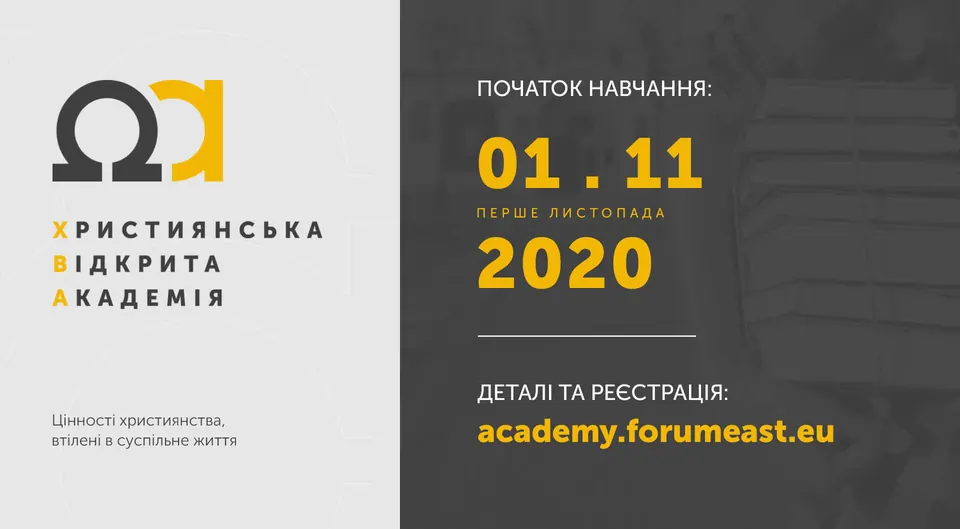 Ωα
ХРИСТИЯНСЬКА
ВІДКРИТА
АКАДЕМІЯ
Цінності християнства,
втілені в суспільне життя
ПОЧАТОК НАВЧАННЯ:
01 . 11
ПЕРШЕ ЛИСТОПАДА
2020
ДЕТАЛІ ТА РЕЄСТРАЦІЯ:
academy.forumeast.eu